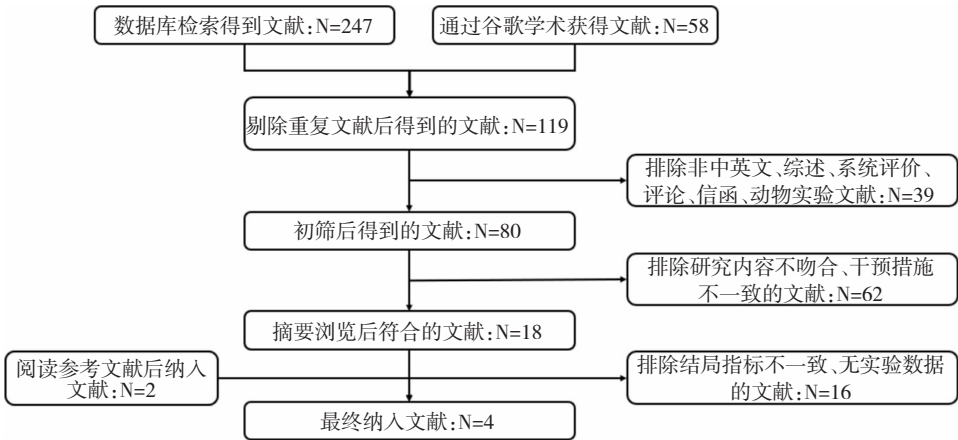 数据库检索得到文献:N=247
通过谷歌学术获得文献:N=58
剔除重复文献后得到的文献:N=119
排除非中英文、综述、系统评价、
评论、信函、动物实验文献:N=39
初筛后得到的文献:N=80
排除研究内容不吻合、干预措施
不一致的文献:N=62
摘要浏览后符合的文献:N=18
阅读参考文献后纳入
文献:N=2
排除结局指标不一致、无实验数据
的文献:N=16
最终纳入文献:N=4